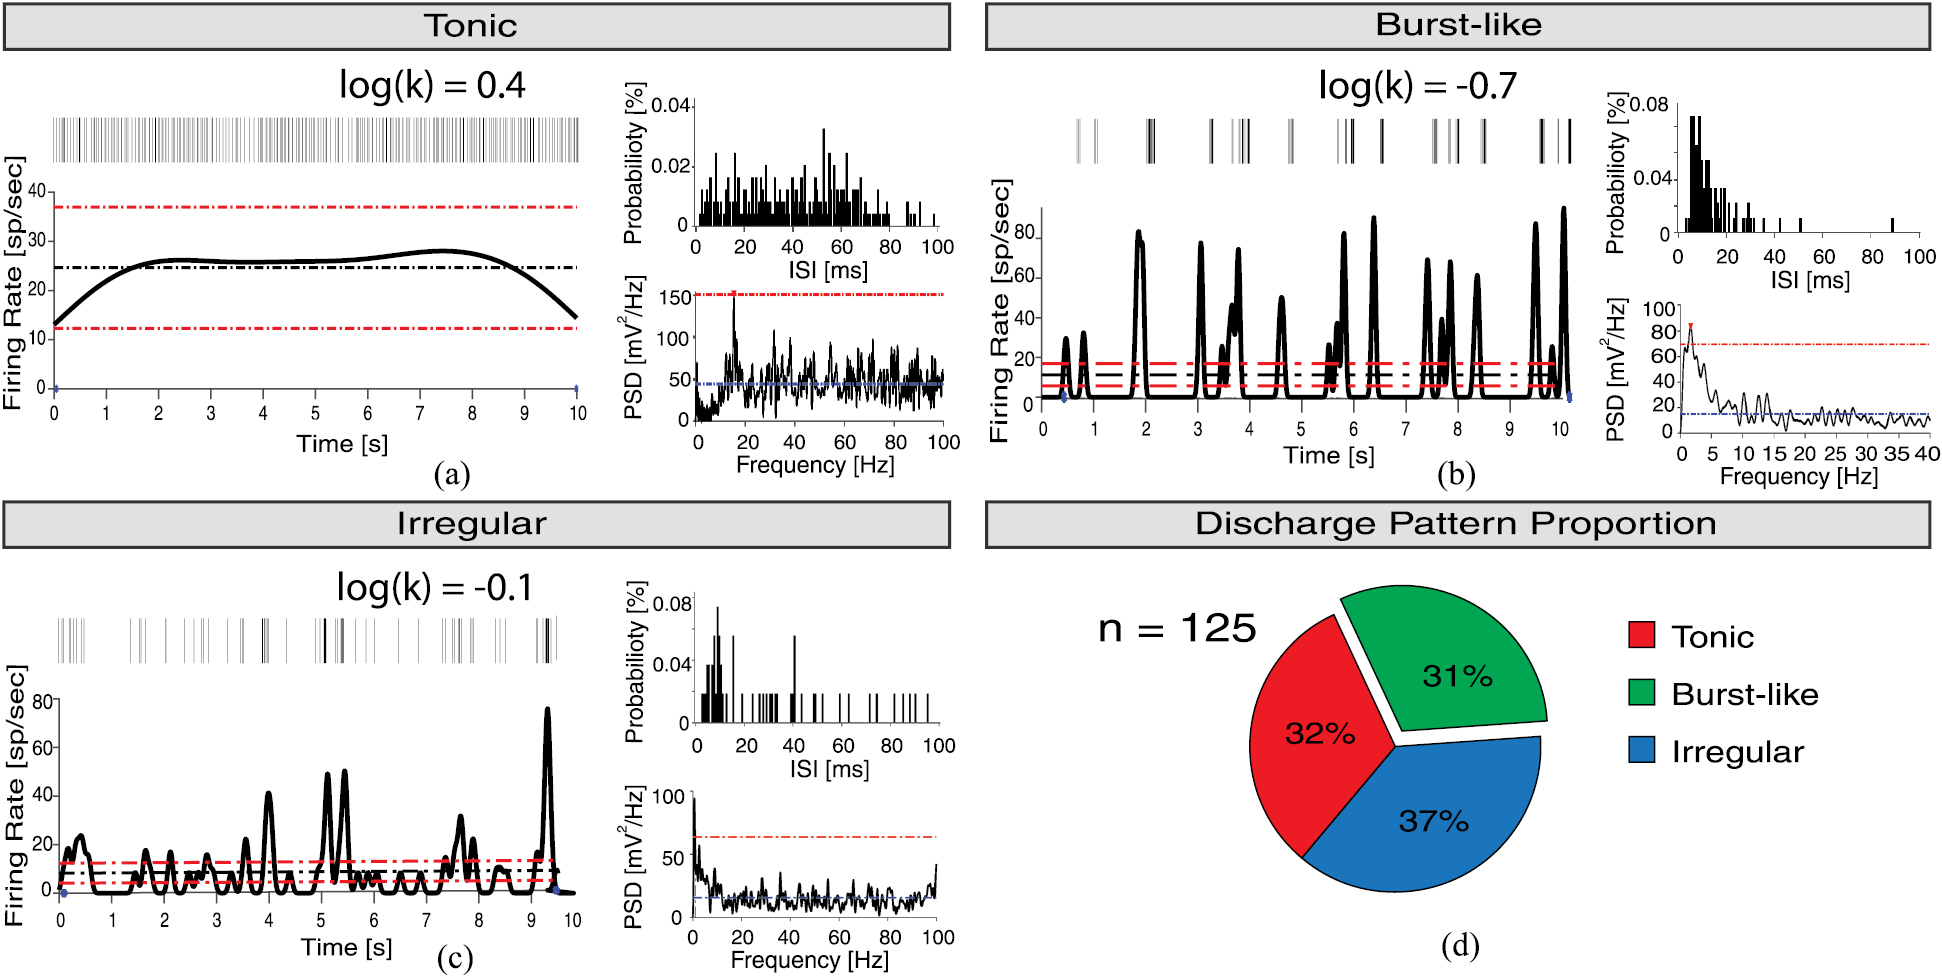 Tonic
log(k) = 0.4
Firing Rate [sp/sec]
40
30
20
10
0
0 1 2 3 4 5 6 7 8 9 10
Time [s]
Probabilioty [%]
0.04
0.02
0
0 20 40 60 80 100
ISI [ms]
PSD [mV²/Hz]
150
100
50
0
0 20 40 60 80 100
Frequency [Hz]
(a)
Burst-like
log(k) = -0.7
Firing Rate [sp/sec]
80
60
40
20
0
0 1 2 3 4 5 6 7 8 9 10
Time [s]
Probabilioty [%]
0.08
0.04
0
0 20 40 60 80 100
ISI [ms]
PSD [mV²/Hz]
100
80
60
40
20
0
0 5 10 15 20 25 30 35 40
Frequency [Hz]
(b)
Irregular
log(k) = -0.1
Firing Rate [sp/sec]
80
60
40
20
0
0 1 2 3 4 5 6 7 8 9 10
Time [s]
Probabilioty [%]
0.08
0.04
0
0 20 40 60 80 100
ISI [ms]
PSD [mV²/Hz]
100
50
0
0 20 40 60 80 100
Frequency [Hz]
(c)
Discharge Pattern Proportion
n = 125
31%
32%
37%
Tonic
Burst-like
Irregular
(d)